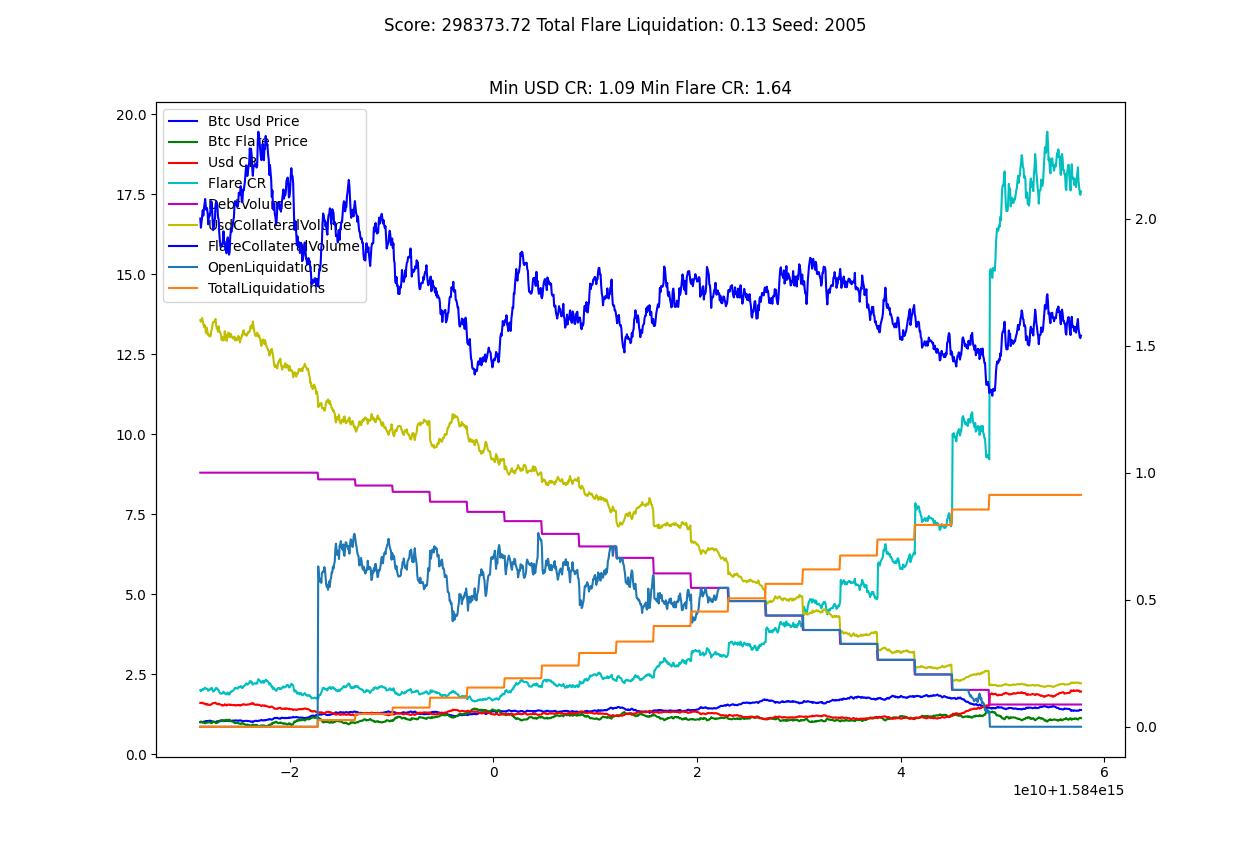 Score: 298373.72 Total Flare Liquidation: 0.13 Seed: 2005
Min USD CR: 1.09 Min Flare CR: 1.64
Btc Usd Price
Btc Flare Price
Usd CR
Flare CR
DebtVolume
UsdCollateralVolume
FlareCollateralVolume
OpenLiquidations
TotalLiquidations
20.0
17.5
15.0
12.5
10.0
7.5
5.0
2.5
0.0
2.0
1.5
1.0
0.5
0.0
−2
0
2
4
6
1e10+1.584e15